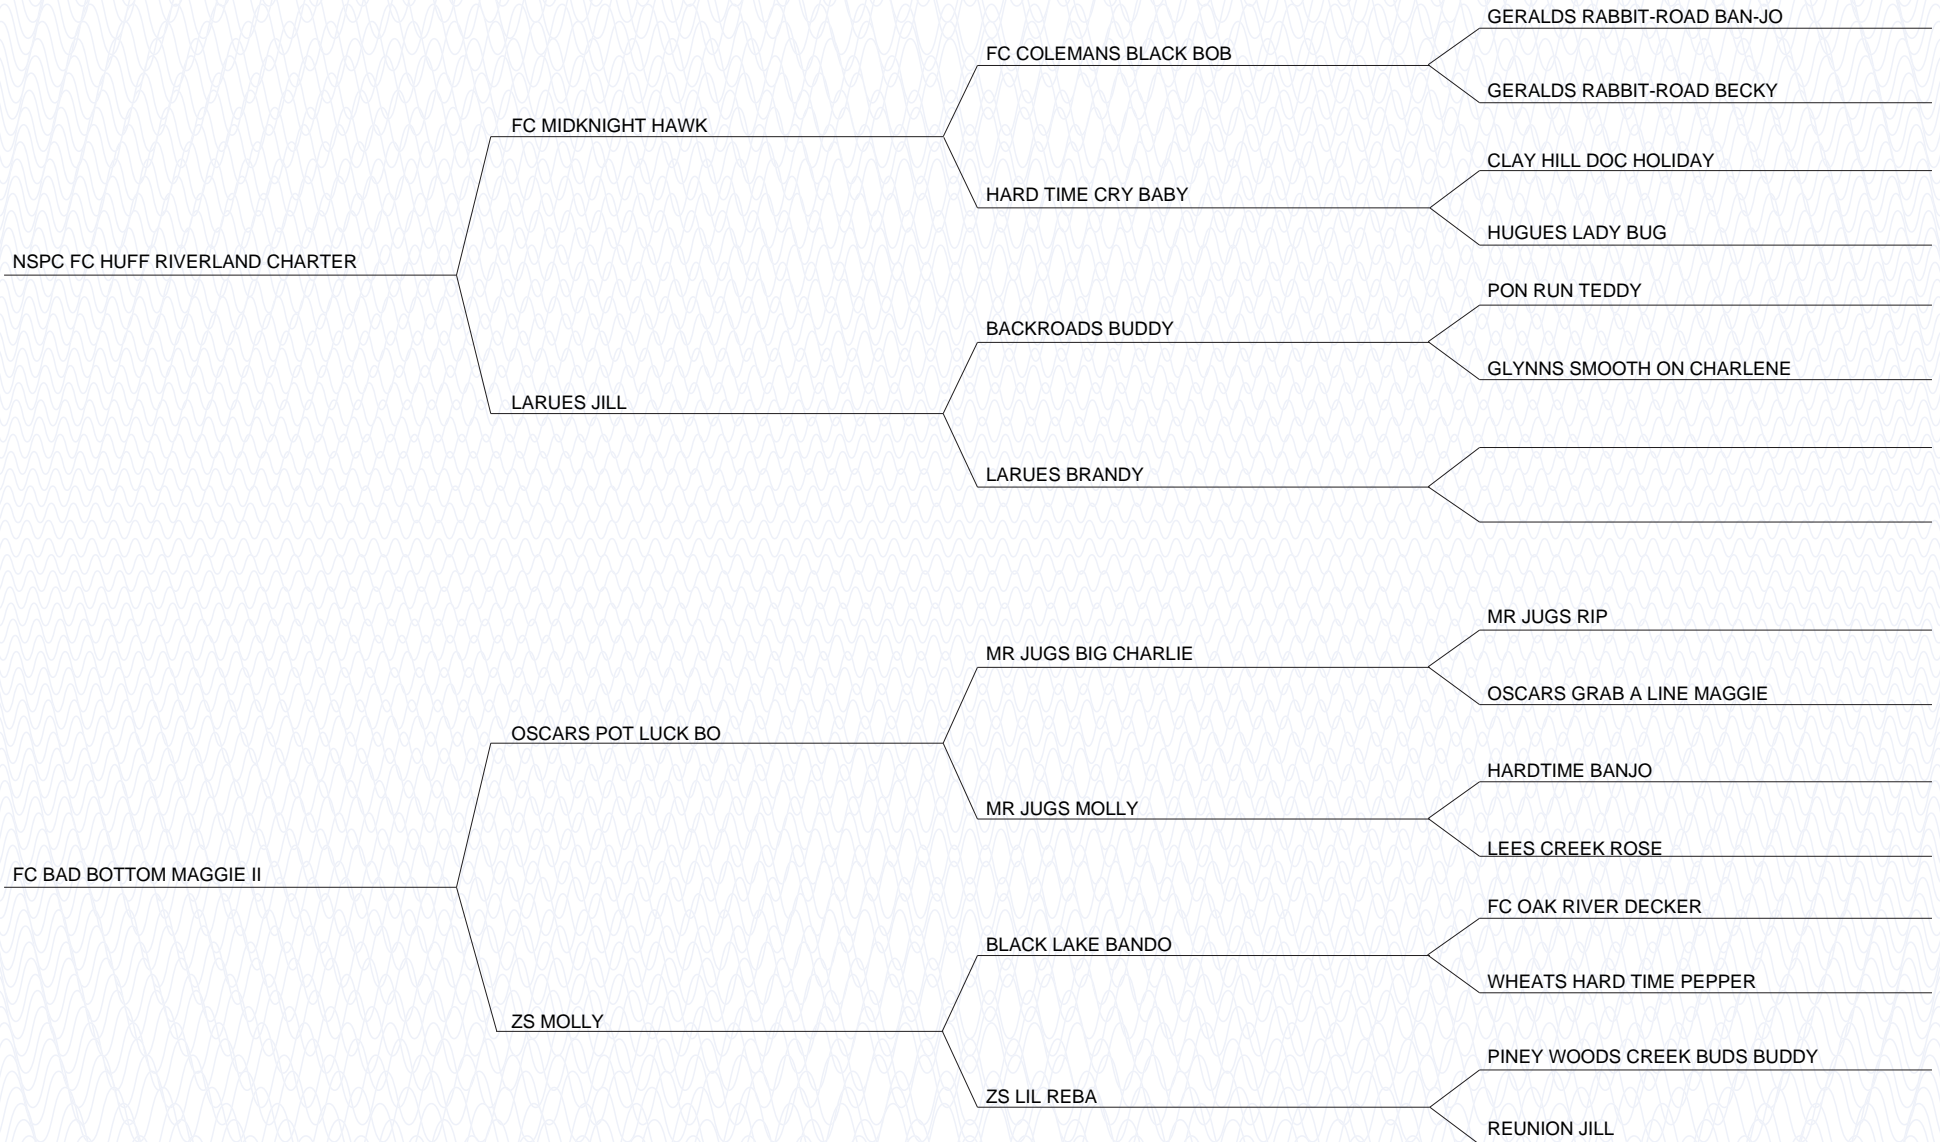 GERALDS RABBIT-ROAD BAN-JO
FC COLEMANS BLACK BOB
GERALDS RABBIT-ROAD BECKY
FC MIDKNIGHT HAWK
CLAY HILL DOC HOLIDAY
HARD TIME CRY BABY
HUGUES LADY BUG
NSPC FC HUFF RIVERLAND CHARTER
PON RUN TEDDY
BACKROADS BUDDY
GLYNNS SMOOTH ON CHARLENE
LARUES JILL
LARUES BRANDY
MR JUGS RIP
MR JUGS BIG CHARLIE
OSCARS GRAB A LINE MAGGIE
OSCARS POT LUCK BO
HARDTIME BANJO
MR JUGS MOLLY
LEES CREEK ROSE
FC BAD BOTTOM MAGGIE II
FC OAK RIVER DECKER
BLACK LAKE BANDO
WHEATS HARD TIME PEPPER
ZS MOLLY
PINEY WOODS CREEK BUDS BUDDY
ZS LIL REBA
REUNION JILL